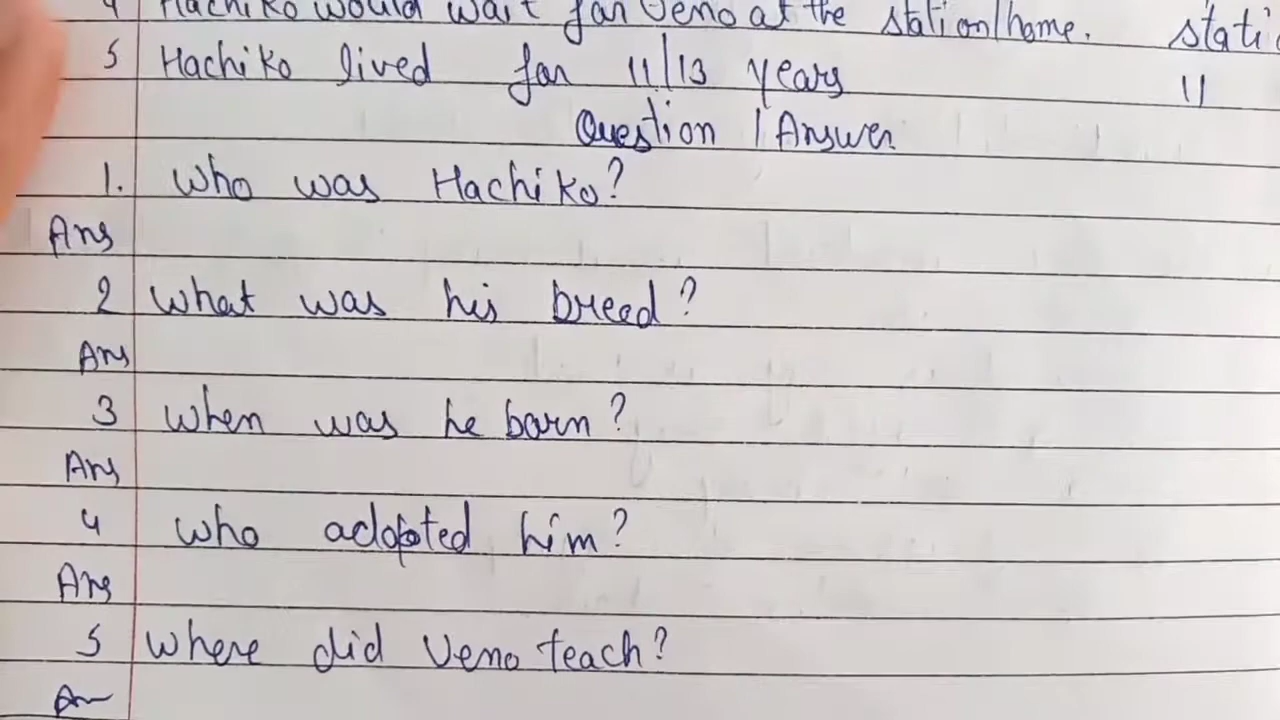 4 Hachiko would wait for Ueno at the station/home. stati
5 Hachiko lived for 11/13 years 11
Question | Answer
1. Who was Hachiko?
Ans
2 What was his breed?
Ans
3 When was he born?
Ans
4 Who adopted him?
Ans
5 Where did Ueno teach?
An